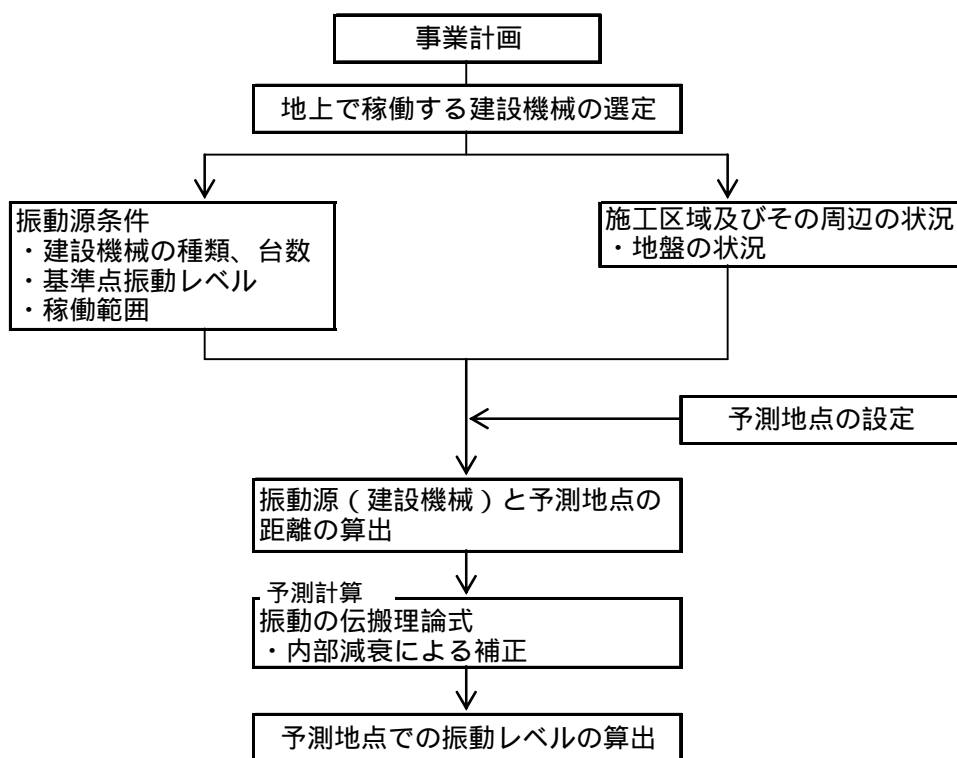 事業計画
地上で稼働する建設機械の選定
振動源条件
・建設機械の種類、台数
・基準点振動レベル
・稼働範囲
施工区域及びその周辺の状況
・地盤の状況
予測地点の設定
振動源（建設機械）と予測地点の
距離の算出
予測計算
振動の伝搬理論式
・内部減衰による補正
予測地点での振動レベルの算出